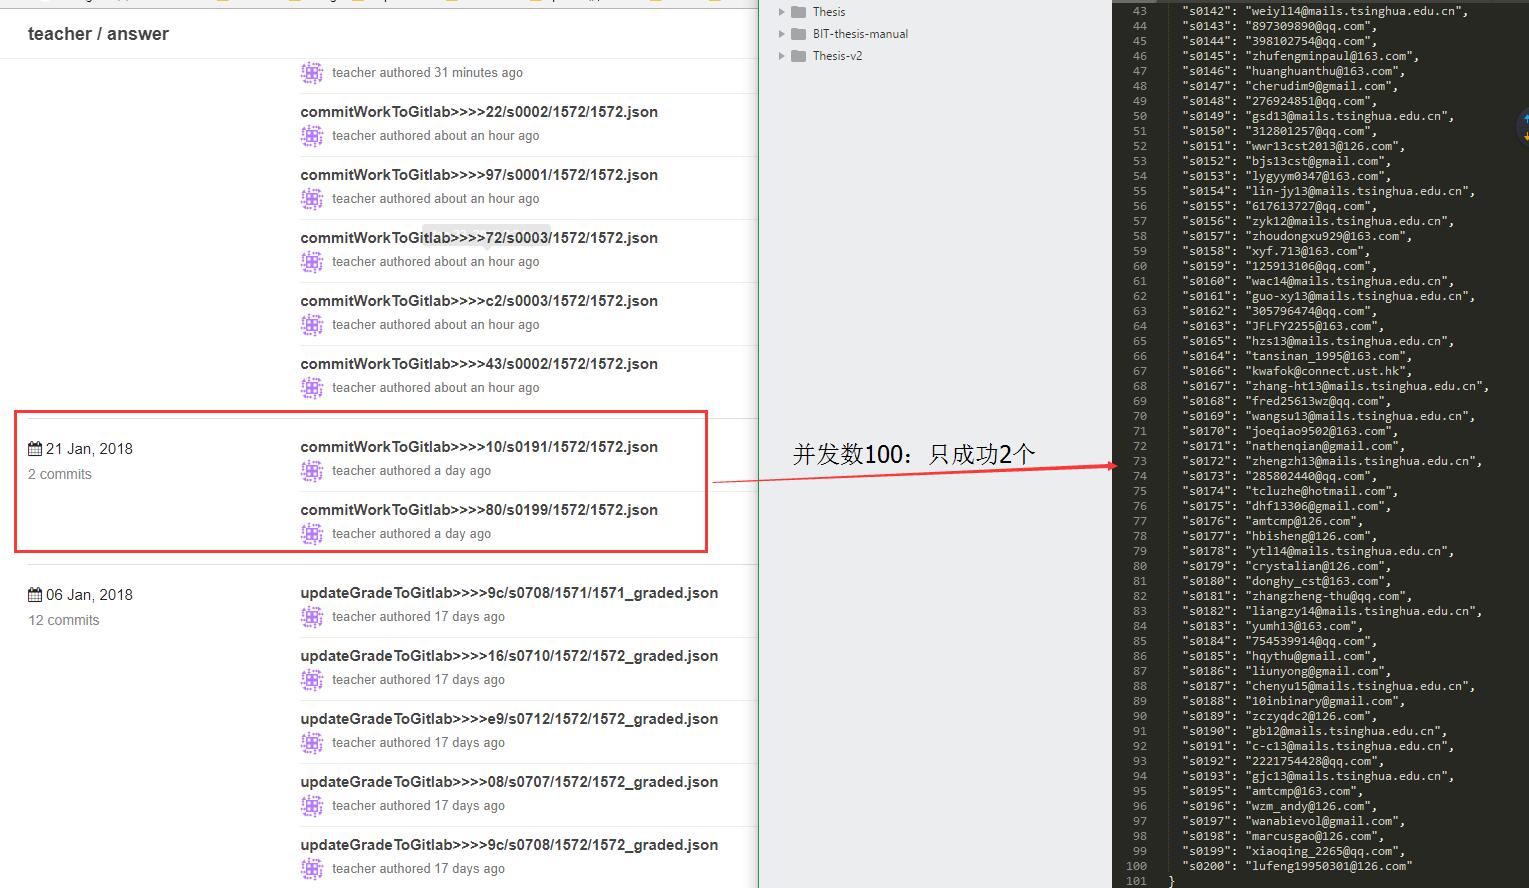 teacher / answer
teacher authored 31 minutes ago
commitWorkToGitlab>>>>22/s0002/1572/1572.json
teacher authored about an hour ago
commitWorkToGitlab>>>>97/s0001/1572/1572.json
teacher authored about an hour ago
commitWorkToGitlab>>>>72/s0003/1572/1572.json
teacher authored about an hour ago
commitWorkToGitlab>>>>c2/s0003/1572/1572.json
teacher authored about an hour ago
commitWorkToGitlab>>>>43/s0002/1572/1572.json
teacher authored about an hour ago
21 Jan, 2018
2 commits
commitWorkToGitlab>>>>10/s0191/1572/1572.json
teacher authored a day ago
commitWorkToGitlab>>>>80/s0199/1572/1572.json
teacher authored a day ago
06 Jan, 2018
12 commits
updateGradeToGitlab>>>>9c/s0708/1571/1571_graded.json
teacher authored 17 days ago
updateGradeToGitlab>>>>16/s0710/1572/1572_graded.json
teacher authored 17 days ago
updateGradeToGitlab>>>>e9/s0712/1572/1572_graded.json
teacher authored 17 days ago
updateGradeToGitlab>>>>08/s0707/1572/1572_graded.json
teacher authored 17 days ago
updateGradeToGitlab>>>>9c/s0708/1572/1572_graded.json
teacher authored 17 days ago
Thesis
BIT-thesis-manual
Thesis-v2
并发数100：只成功2个
43 "s0142": "weiyl14@mails.tsinghua.edu.cn",
44 "s0143": "897309890@qq.com",
45 "s0144": "398102754@qq.com",
46 "s0145": "zhufengminpaul@163.com",
47 "s0146": "huanghuanthu@163.com",
48 "s0147": "cherudim9@gmail.com",
49 "s0148": "276924851@qq.com",
50 "s0149": "gsd13@mails.tsinghua.edu.cn",
51 "s0150": "312801257@qq.com",
52 "s0151": "wwr13cst2013@126.com",
53 "s0152": "bjs13cst@gmail.com",
54 "s0153": "lygyym0347@163.com",
55 "s0154": "lin-jy13@mails.tsinghua.edu.cn",
56 "s0155": "617613727@qq.com",
57 "s0156": "zyk12@mails.tsinghua.edu.cn",
58 "s0157": "zhoudongxu929@163.com",
59 "s0158": "xyf.713@163.com",
60 "s0159": "125913106@qq.com",
61 "s0160": "wac14@mails.tsinghua.edu.cn",
62 "s0161": "guo-xy13@mails.tsinghua.edu.cn",
63 "s0162": "305796474@qq.com",
64 "s0163": "JFLFY2255@163.com",
65 "s0165": "hzs13@mails.tsinghua.edu.cn",
66 "s0164": "tansinan_1995@163.com",
67 "s0166": "kwafok@connect.ust.hk",
68 "s0167": "zhang-ht13@mails.tsinghua.edu.cn",
69 "s0168": "fred25613wz@qq.com",
70 "s0169": "wangsu13@mails.tsinghua.edu.cn",
71 "s0170": "joeqiao9502@163.com",
72 "s0171": "nathenqian@gmail.com",
73 "s0172": "zhengzh13@mails.tsinghua.edu.cn",
74 "s0173": "285802440@qq.com",
75 "s0174": "tcluzhe@hotmail.com",
76 "s0175": "dhf13306@gmail.com",
77 "s0176": "amtcmp@126.com",
78 "s0177": "hbisheng@126.com",
79 "s0178": "ytl14@mails.tsinghua.edu.cn",
80 "s0179": "crystalian@126.com",
81 "s0180": "donghy_cst@163.com",
82 "s0181": "zhangzheng-thu@qq.com",
83 "s0182": "liangzy14@mails.tsinghua.edu.cn",
84 "s0183": "yumh13@163.com",
85 "s0184": "754539914@qq.com",
86 "s0185": "hqythu@gmail.com",
87 "s0186": "liunyong@gmail.com",
88 "s0187": "chenyu15@mails.tsinghua.edu.cn",
89 "s0188": "10inbinary@gmail.com",
90 "s0189": "zczyqdc2@126.com",
91 "s0190": "gb12@mails.tsinghua.edu.cn",
92 "s0191": "c-c13@mails.tsinghua.edu.cn",
93 "s0192": "2221754428@qq.com",
94 "s0193": "gjc13@mails.tsinghua.edu.cn",
95 "s0195": "amtcmp@163.com",
96 "s0196": "wzm_andy@126.com",
97 "s0197": "wanabievol@gmail.com",
98 "s0198": "marcusgao@126.com",
99 "s0199": "xiaoqing_2265@qq.com",
100 "s0200": "lufeng19950301@126.com"
101 }